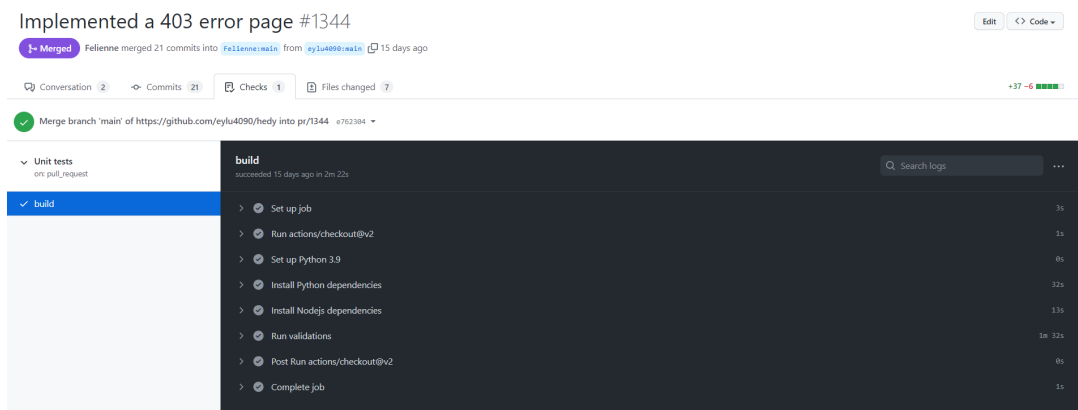 Implemented a 403 error page #1344
Edit
<> Code
Merged Felienne merged 21 commits into Felienne:main from eylu4090:main 15 days ago
Conversation 2 Commits 21 Checks 1 Files changed 7
+37 −6
Merge branch 'main' of https://github.com/eylu4090/hedy into pr/1344 e762304
Unit tests
on: pull_request
build
build
succeeded 15 days ago in 2m 22s
Search logs
Set up job 3s
Run actions/checkout@v2 1s
Set up Python 3.9 0s
Install Python dependencies 32s
Install Nodejs dependencies 13s
Run validations 1m 32s
Post Run actions/checkout@v2 0s
Complete job 1s